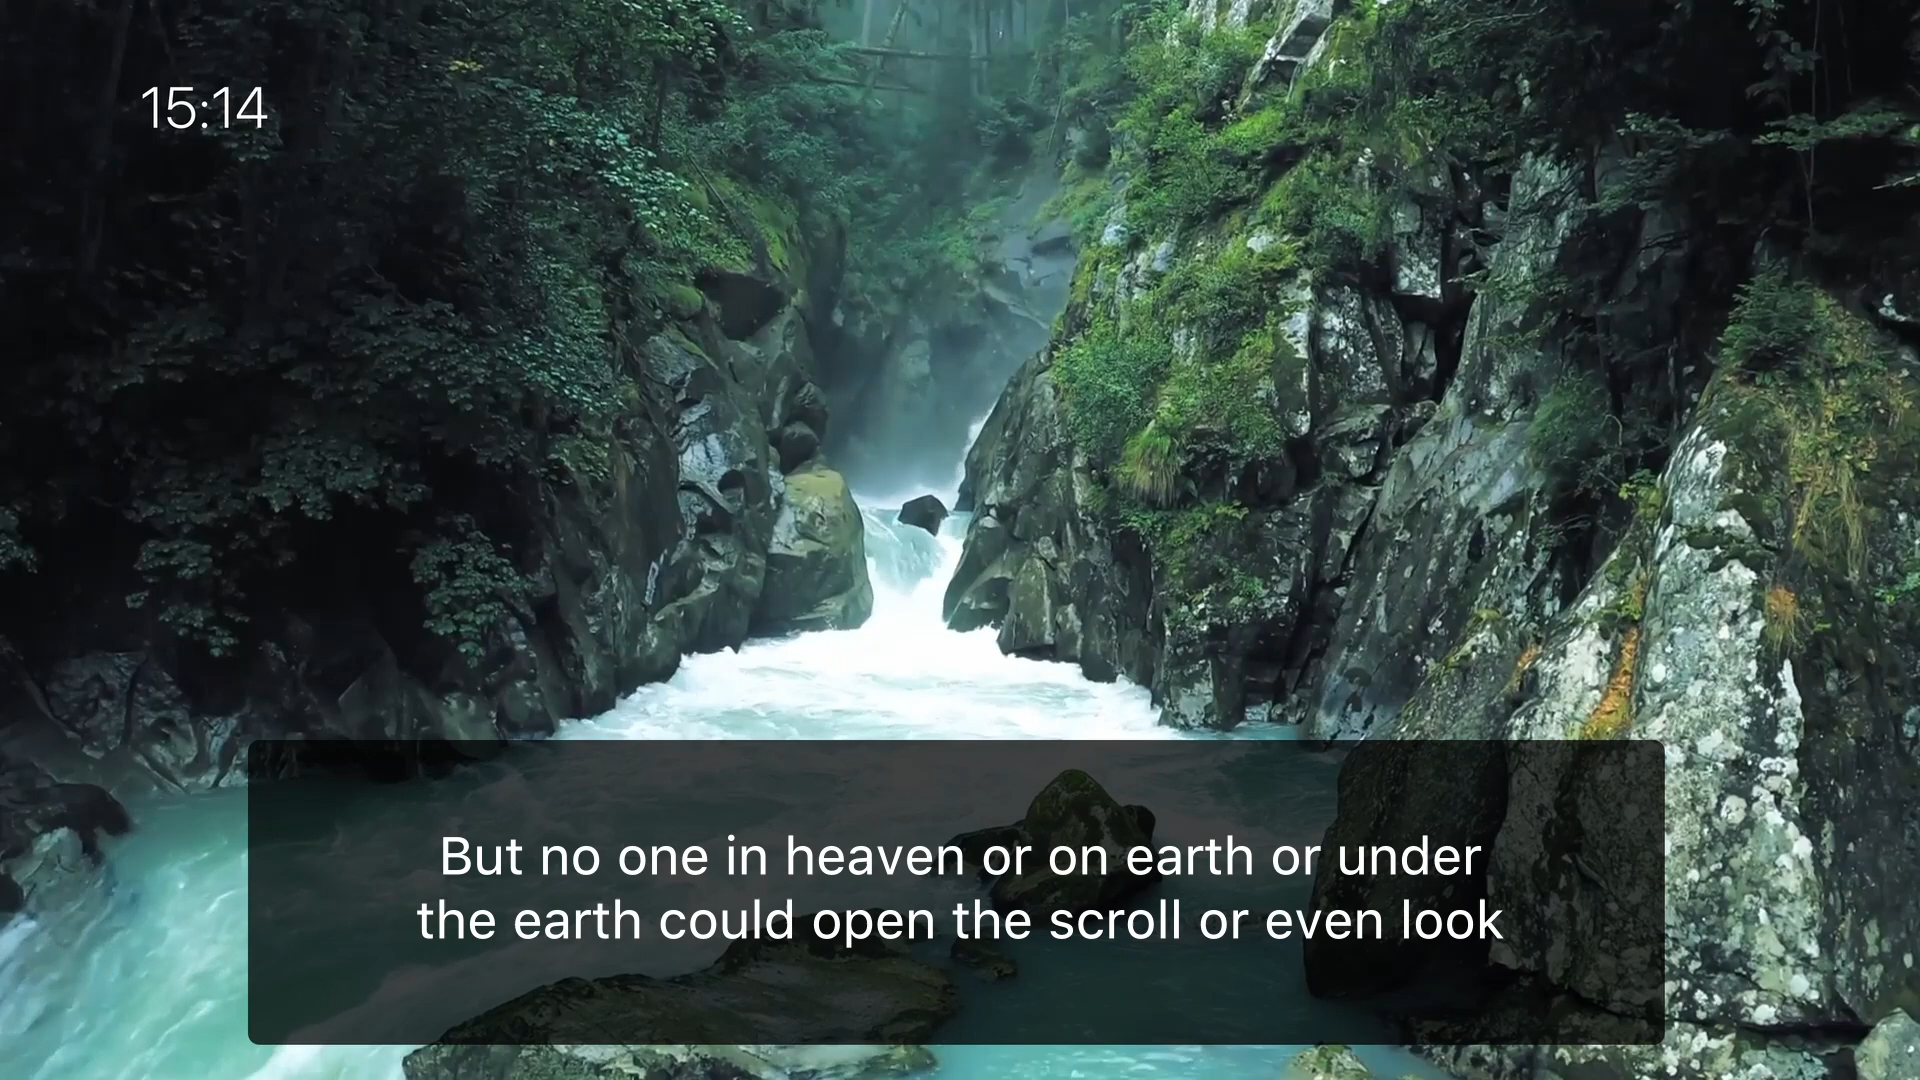 15:14
But no one in heaven or on earth or under
the earth could open the scroll or even look